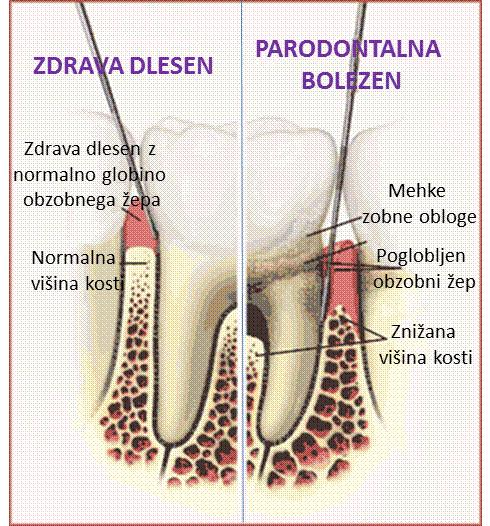 ZDRAVA DLESEN
PARODONTALNA
BOLEZEN
Zdrava dlesen z
normalno globino
obzobnega žepa
Normalna
višina kosti
Mehke
zobne obloge
Poglobljen
obzobni žep
Znižana
višina kosti